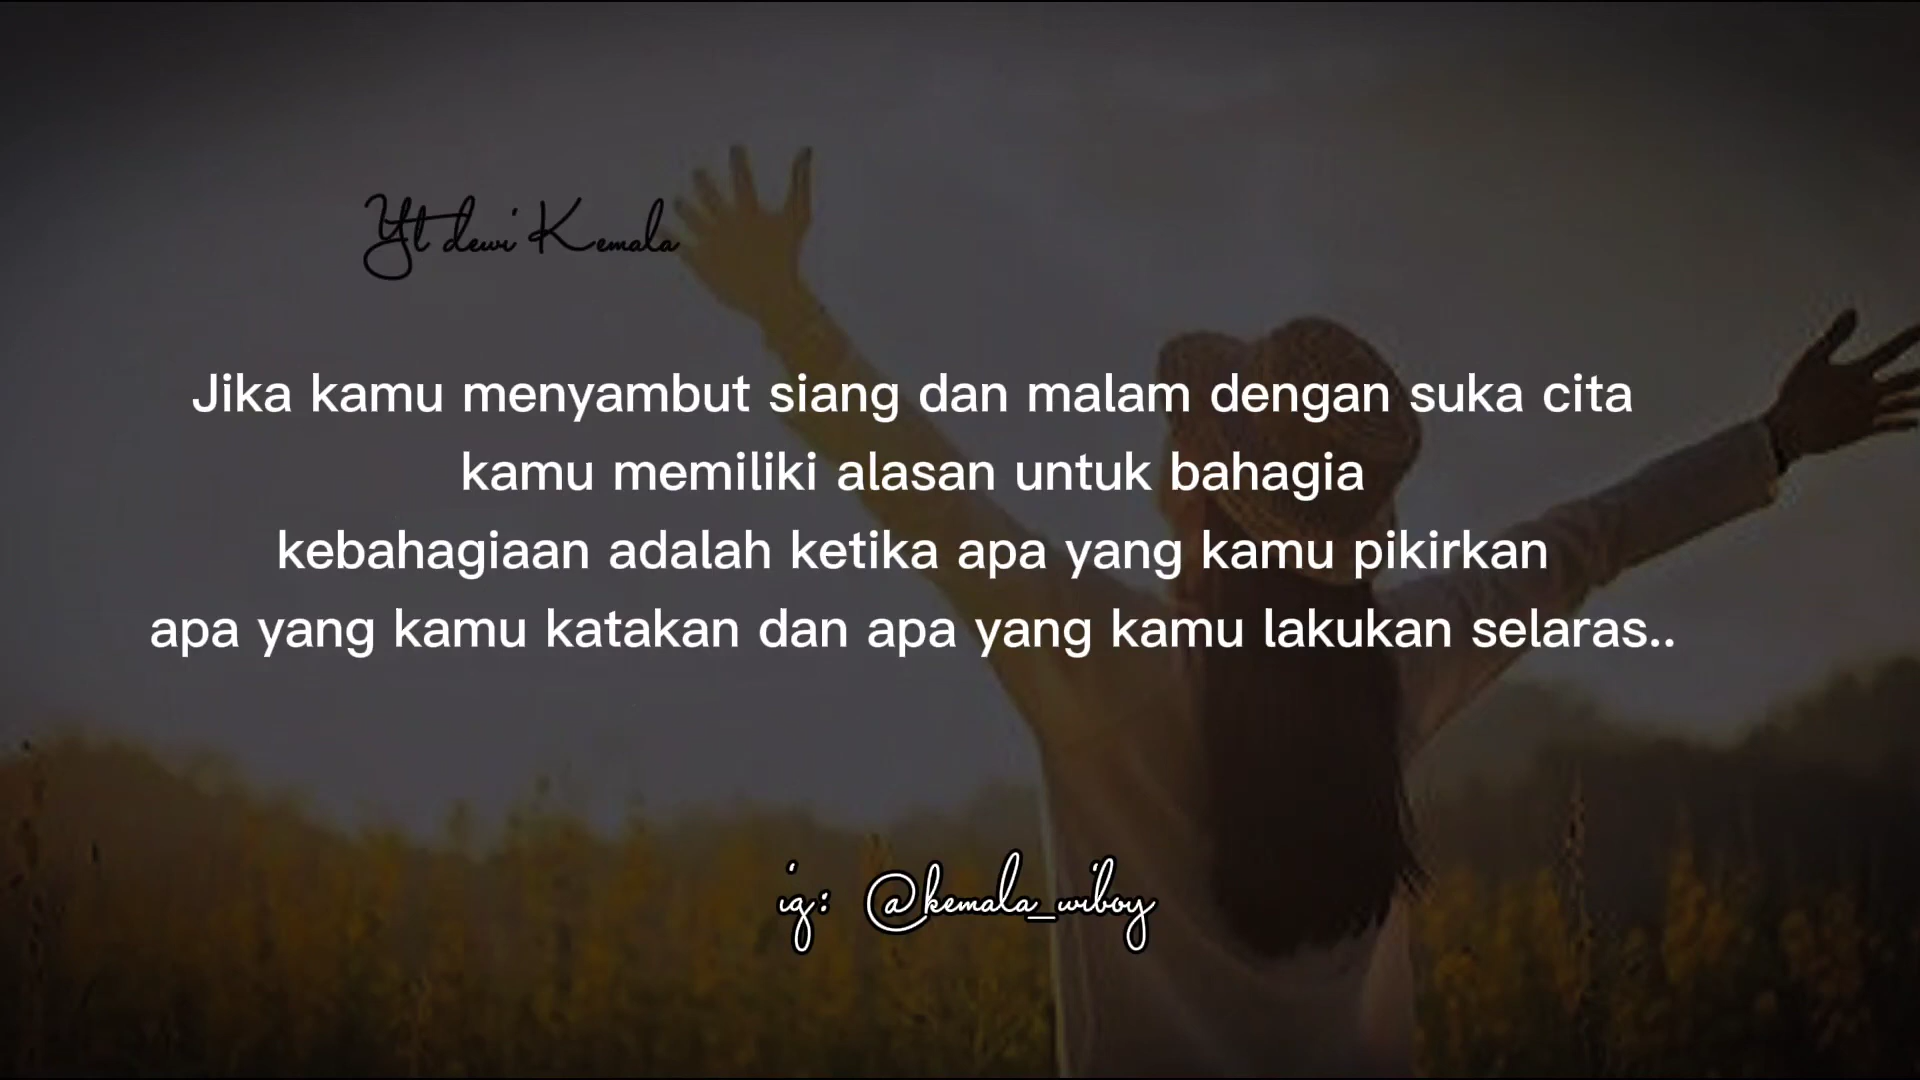 Yt dewi Kemala
Jika kamu menyambut siang dan malam dengan suka cita
kamu memiliki alasan untuk bahagia
kebahagiaan adalah ketika apa yang kamu pikirkan
apa yang kamu katakan dan apa yang kamu lakukan selaras..
ig: @kemala_wiboy